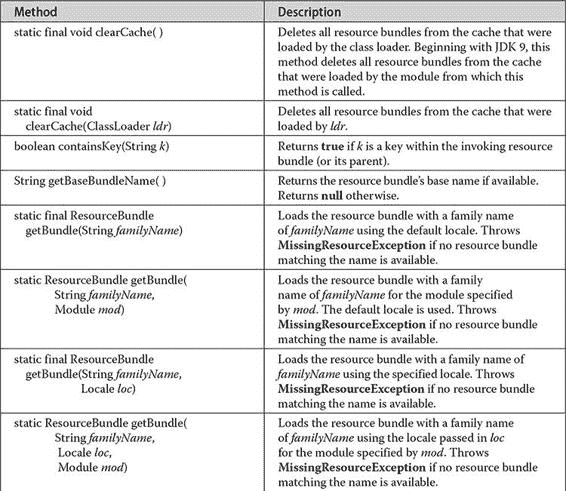 Method
Description
static final void clearCache( )
Deletes all resource bundles from the cache that were
loaded by the class loader. Beginning with JDK 9, this
method deletes all resource bundles from the cache
that were loaded by the module from which this
method is called.
static final void
clearCache(ClassLoader ldr)
Deletes all resource bundles from the cache that were
loaded by ldr.
boolean containsKey(String k)
Returns true if k is a key within the invoking resource
bundle (or its parent).
String getBaseBundleName( )
Returns the resource bundle's base name if available.
Returns null otherwise.
static final ResourceBundle
getBundle(String familyName)
Loads the resource bundle with a family name
of familyName using the default locale. Throws
MissingResourceException if no resource bundle
matching the name is available.
static ResourceBundle getBundle(
String familyName,
Module mod)
Loads the resource bundle with a family
name of familyName for the module specified
by mod. The default locale is used. Throws
MissingResourceException if no resource bundle
matching the name is available.
static final ResourceBundle
getBundle(String familyName,
Locale loc)
Loads the resource bundle with a family name of
familyName using the specified locale. Throws
MissingResourceException if no resource bundle
matching the name is available.
static ResourceBundle getBundle(
String familyName,
Locale loc,
Module mod)
Loads the resource bundle with a family name
of familyName using the locale passed in loc
for the module specified by mod. Throws
MissingResourceException if no resource bundle
matching the name is available.